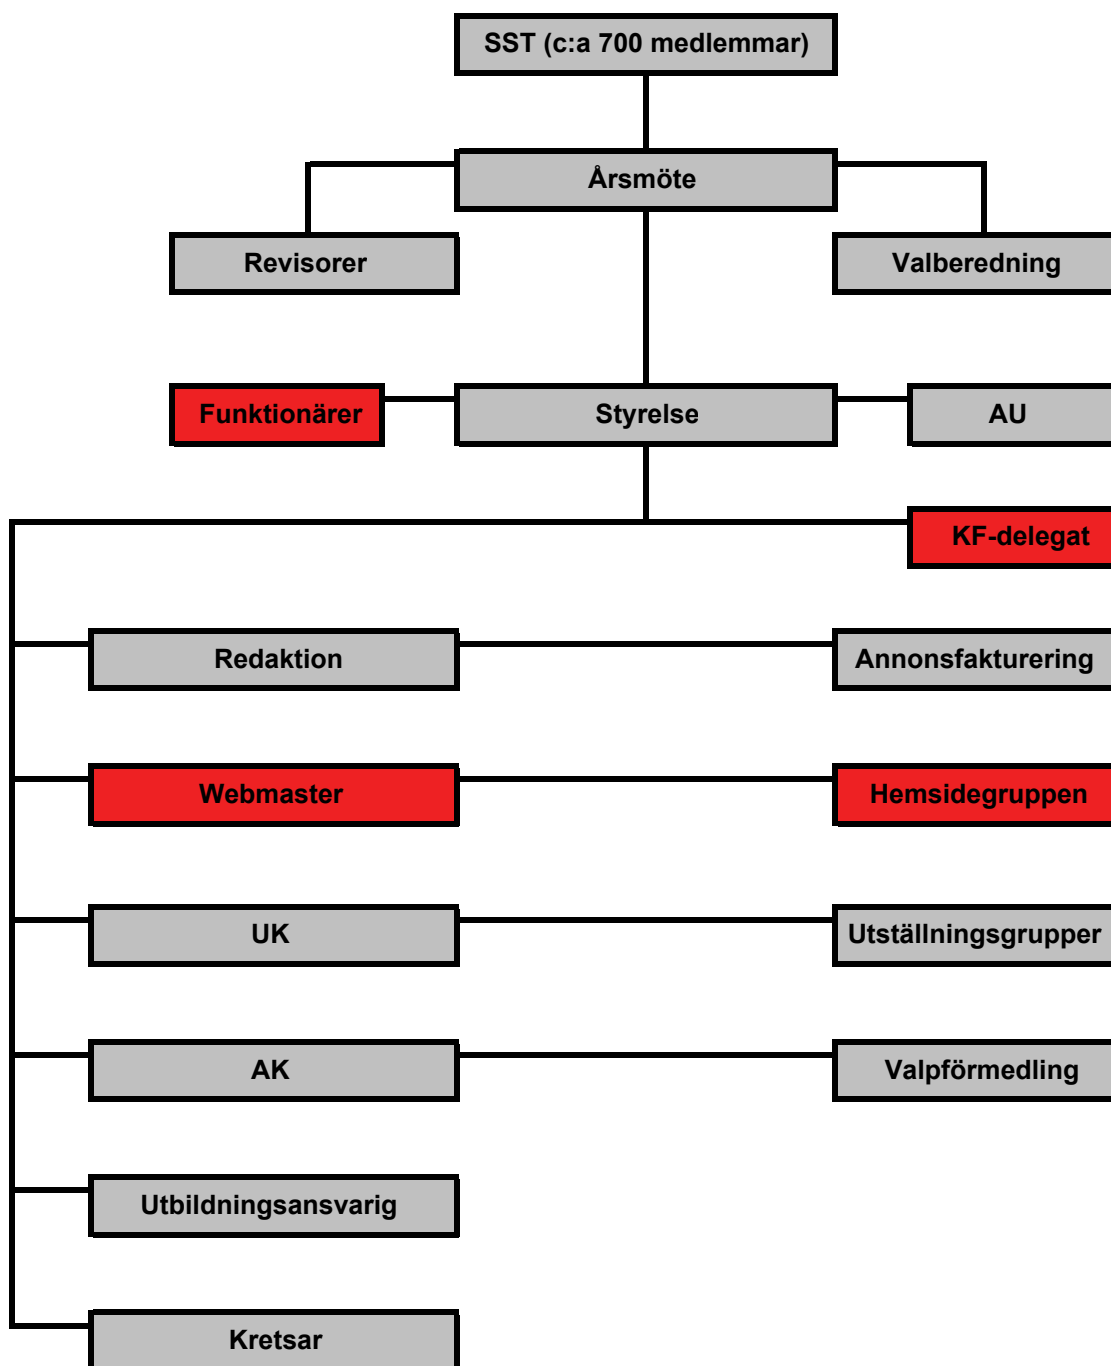 SST (c:a 700 medlemmar)
Årsmöte
Revisorer
Valberedning
Funktionärer
Styrelse
AU
KF-delegat
Redaktion
Annonsfakturering
Webmaster
Hemsidegruppen
UK
Utställningsgrupper
AK
Valpförmedling
Utbildningsansvarig
Kretsar